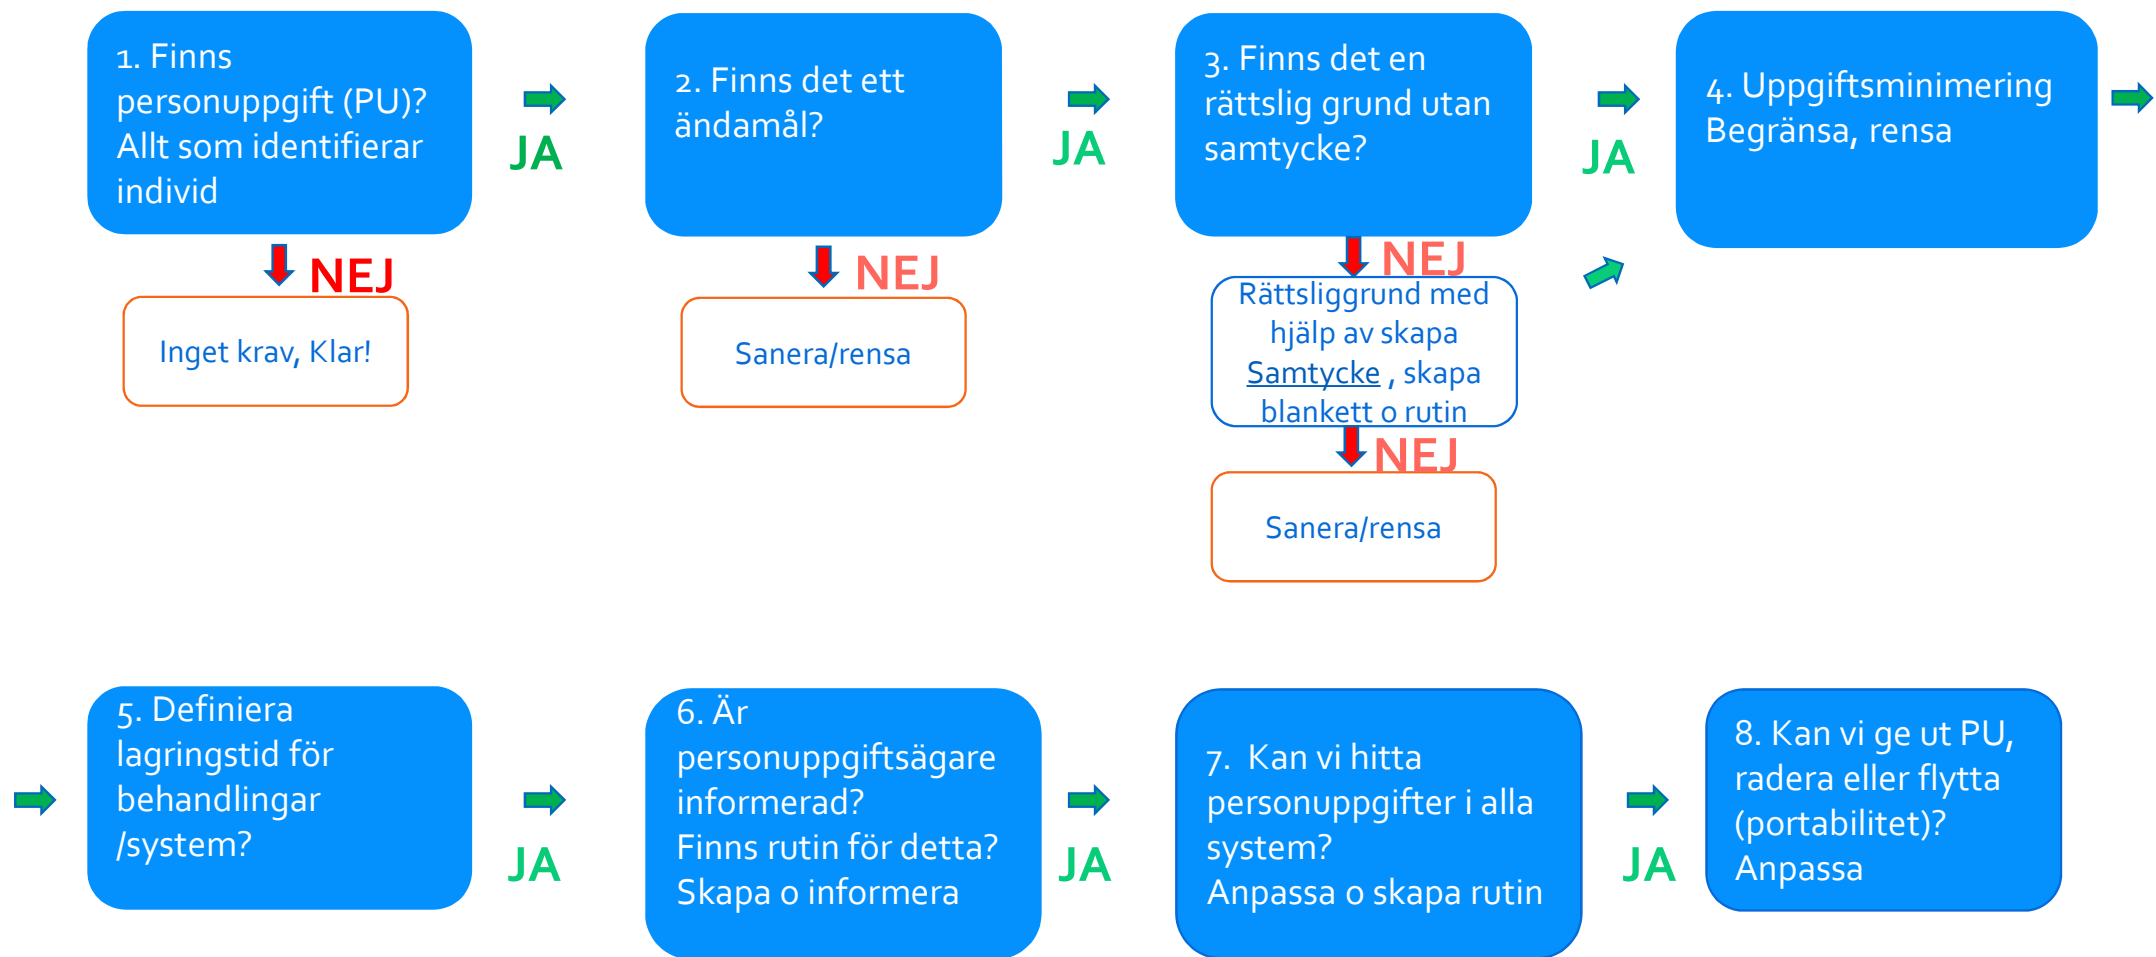 1. Finns
personuppgift (PU)?
Allt som identifierar
individ
JA
2. Finns det ett
ändamål?
JA
3. Finns det en
rättslig grund utan
samtycke?
JA
4. Uppgiftsminimering
Begränsa, rensa
NEJ
Inget krav, Klar!
NEJ
Sanera/rensa
NEJ
Rättsliggrund med
hjälp av skapa
Samtycke , skapa
blankett o rutin
NEJ
Sanera/rensa
5. Definiera
lagringstid för
behandlingar
/system?
JA
6. Är
personuppgiftsägare
informerad?
Finns rutin för detta?
Skapa o informera
JA
7. Kan vi hitta
personuppgifter i alla
system?
Anpassa o skapa rutin
JA
8. Kan vi ge ut PU,
radera eller flytta
(portabilitet)?
Anpassa